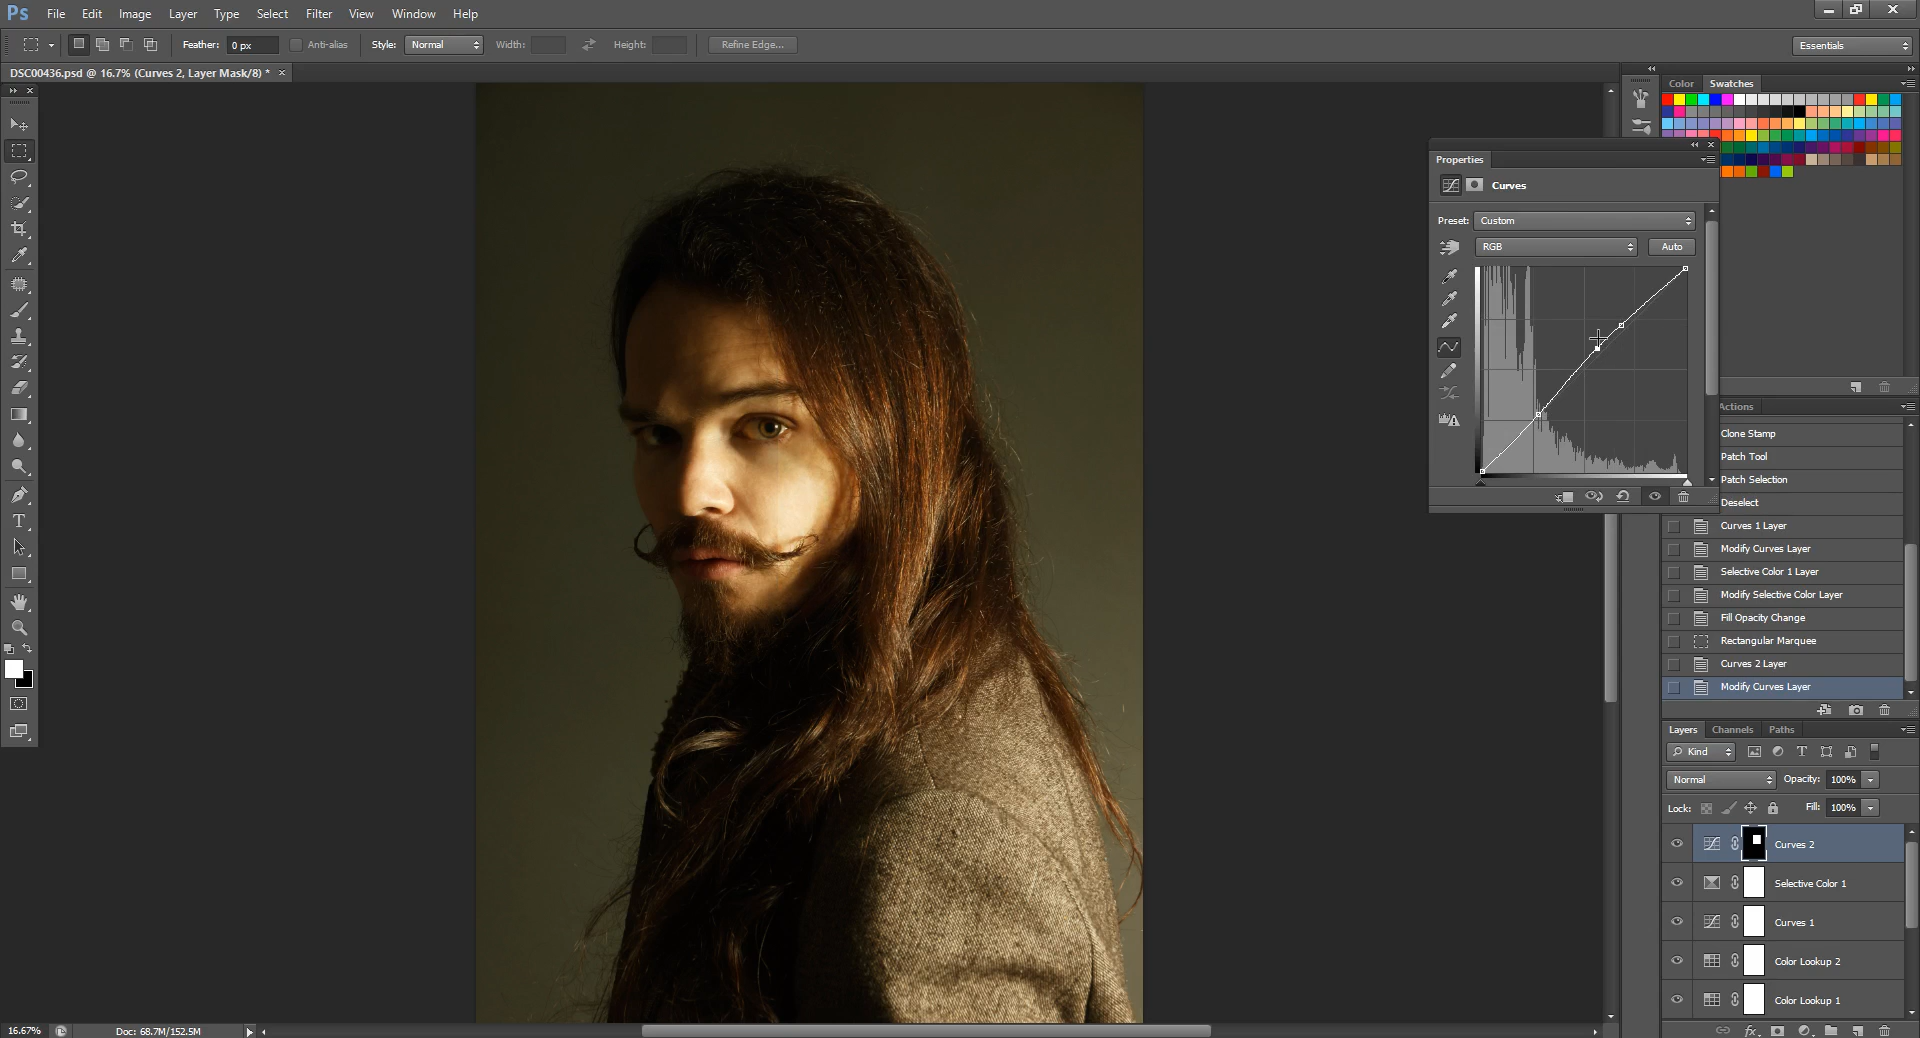 Ps File Edit Image Layer Type Select Filter View Window Help
Feather: 0 px Anti-alias Style: Normal Width: Height: Refine Edge... Essentials
DSC00436.psd @ 16.7% (Curves 2, Layer Mask/8) * ×
Color Swatches
Properties
Curves
Preset: Custom
RGB Auto
Actions
Clone Stamp
Patch Tool
Patch Selection
Deselect
Curves 1 Layer
Modify Curves Layer
Selective Color 1 Layer
Modify Selective Color Layer
Fill Opacity Change
Rectangular Marquee
Curves 2 Layer
Modify Curves Layer
Layers Channels Paths
Kind
Normal Opacity: 100%
Lock: Fill: 100%
Curves 2
Selective Color 1
Curves 1
Color Lookup 2
Color Lookup 1
16.67% Doc: 68.7M/152.5M